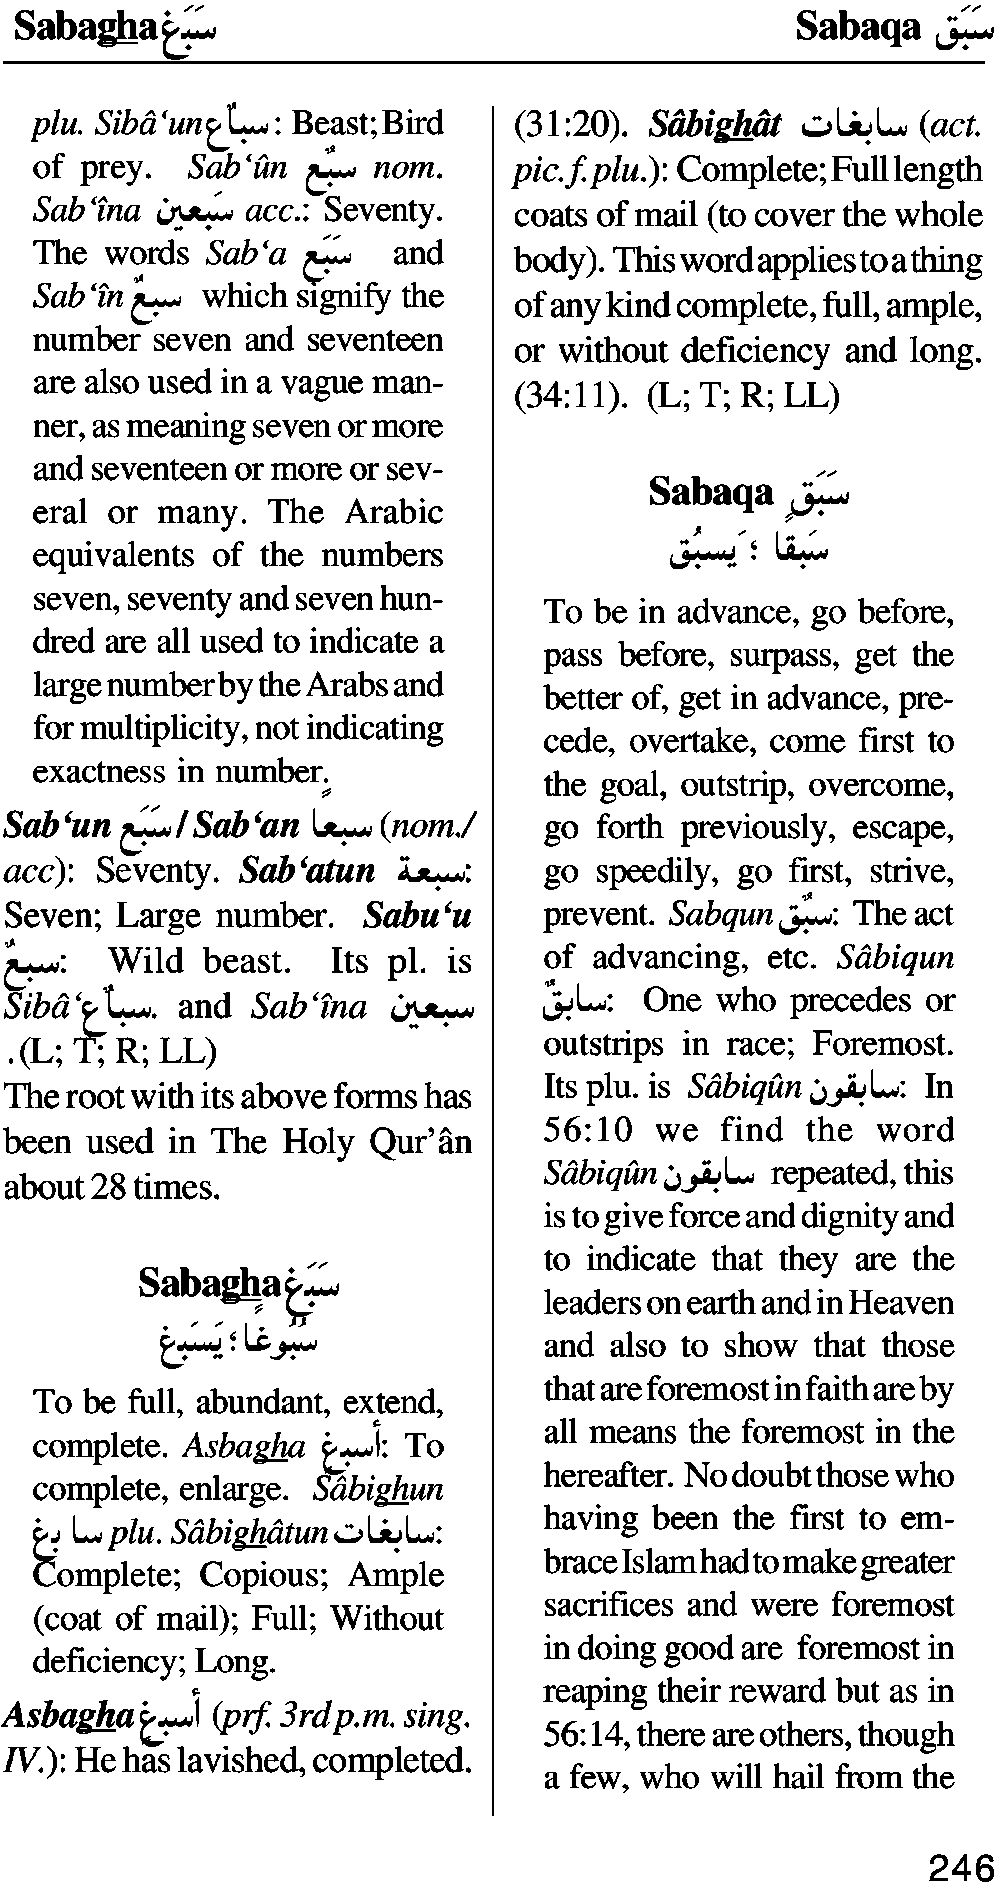 Sabagha سَبَغَ
Sabaqa سَبَق
plu. Sibâ‘un سباٌع: Beast; Bird
of prey. Sab‘ûn سبٌع nom.
Sab‘îna سَبعين acc.: Seventy.
The words Sab‘a سَبَع and
Sab‘în سبعٌ which signify the
number seven and seventeen
are also used in a vague man-
ner, as meaning seven or more
and seventeen or more or sev-
eral or many. The Arabic
equivalents of the numbers
seven, seventy and seven hun-
dred are all used to indicate a
large number by the Arabs and
for multiplicity, not indicating
exactness in number.
Sab‘un سَبَع / Sab‘an سبعاً (nom./
acc): Seventy. Sab‘atun سبعة:
Seven; Large number. Sabu‘u
سبعٌ: Wild beast. Its pl. is
Sibâ‘ سباٌع. and Sab‘îna سبعين
.(L; T; R; LL)
The root with its above forms has
been used in The Holy Qur’ân
about 28 times.
Sabagha سَبَغ
سُبُوغًا ؛ يَسبَغ
To be full, abundant, extend,
complete. Asbagha أسبغ: To
complete, enlarge. Sâbighun
سا بغ plu. Sâbighâtun سابغات:
Complete; Copious; Ample
(coat of mail); Full; Without
deficiency; Long.
Asbagha أسبغ (prf. 3rd p.m. sing.
IV.): He has lavished, completed.
(31:20). Sâbighât سابغات (act.
pic. f. plu.): Complete; Full length
coats of mail (to cover the whole
body). This word applies to a thing
of any kind complete, full, ample,
or without deficiency and long.
(34:11). (L; T; R; LL)
Sabaqa سَبَق
سَبقًا ؛ َيسبُق
To be in advance, go before,
pass before, surpass, get the
better of, get in advance, pre-
cede, overtake, come first to
the goal, outstrip, overcome,
go forth previously, escape,
go speedily, go first, strive,
prevent. Sabqun سبٌق: The act
of advancing, etc. Sâbiqun
سابقٌ: One who precedes or
outstrips in race; Foremost.
Its plu. is Sâbiqûn سابقون: In
56:10 we find the word
Sâbiqûn سابقون repeated, this
is to give force and dignity and
to indicate that they are the
leaders on earth and in Heaven
and also to show that those
that are foremost in faith are by
all means the foremost in the
hereafter. No doubt those who
having been the first to em-
brace Islam had to make greater
sacrifices and were foremost
in doing good are foremost in
reaping their reward but as in
56:14, there are others, though
a few, who will hail from the
246